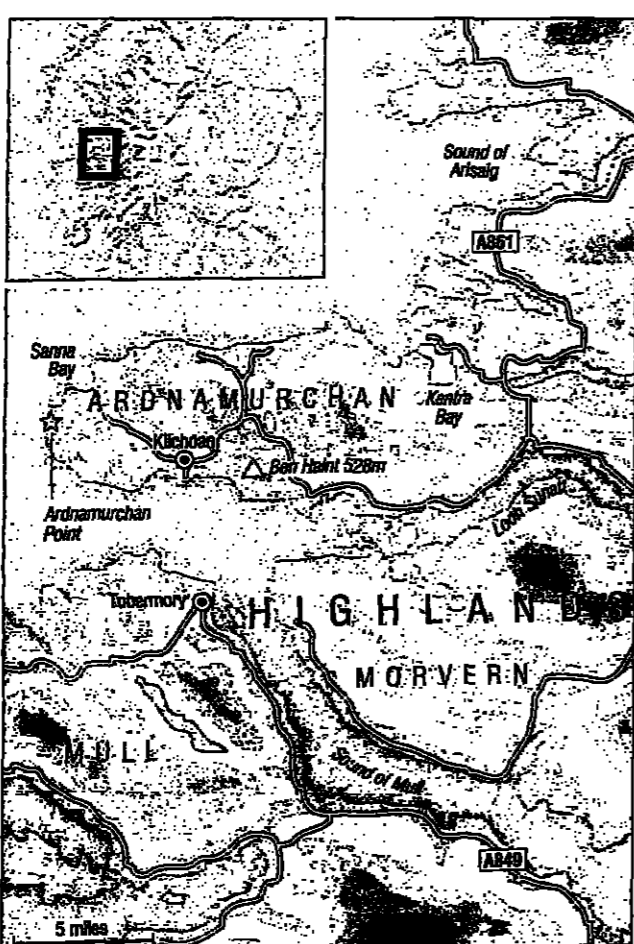 Sound of
Arisaig
A861
Sanna
Bay
ARDNAMURCHAN
Kentra
Bay
Kilchoan
Ben Haint 528m
Ardnamurchan
Point
Loch Sunart
Tobermory
HIGHLANDS
MORVERN
MULL
Sound of Mull
A849
5 miles